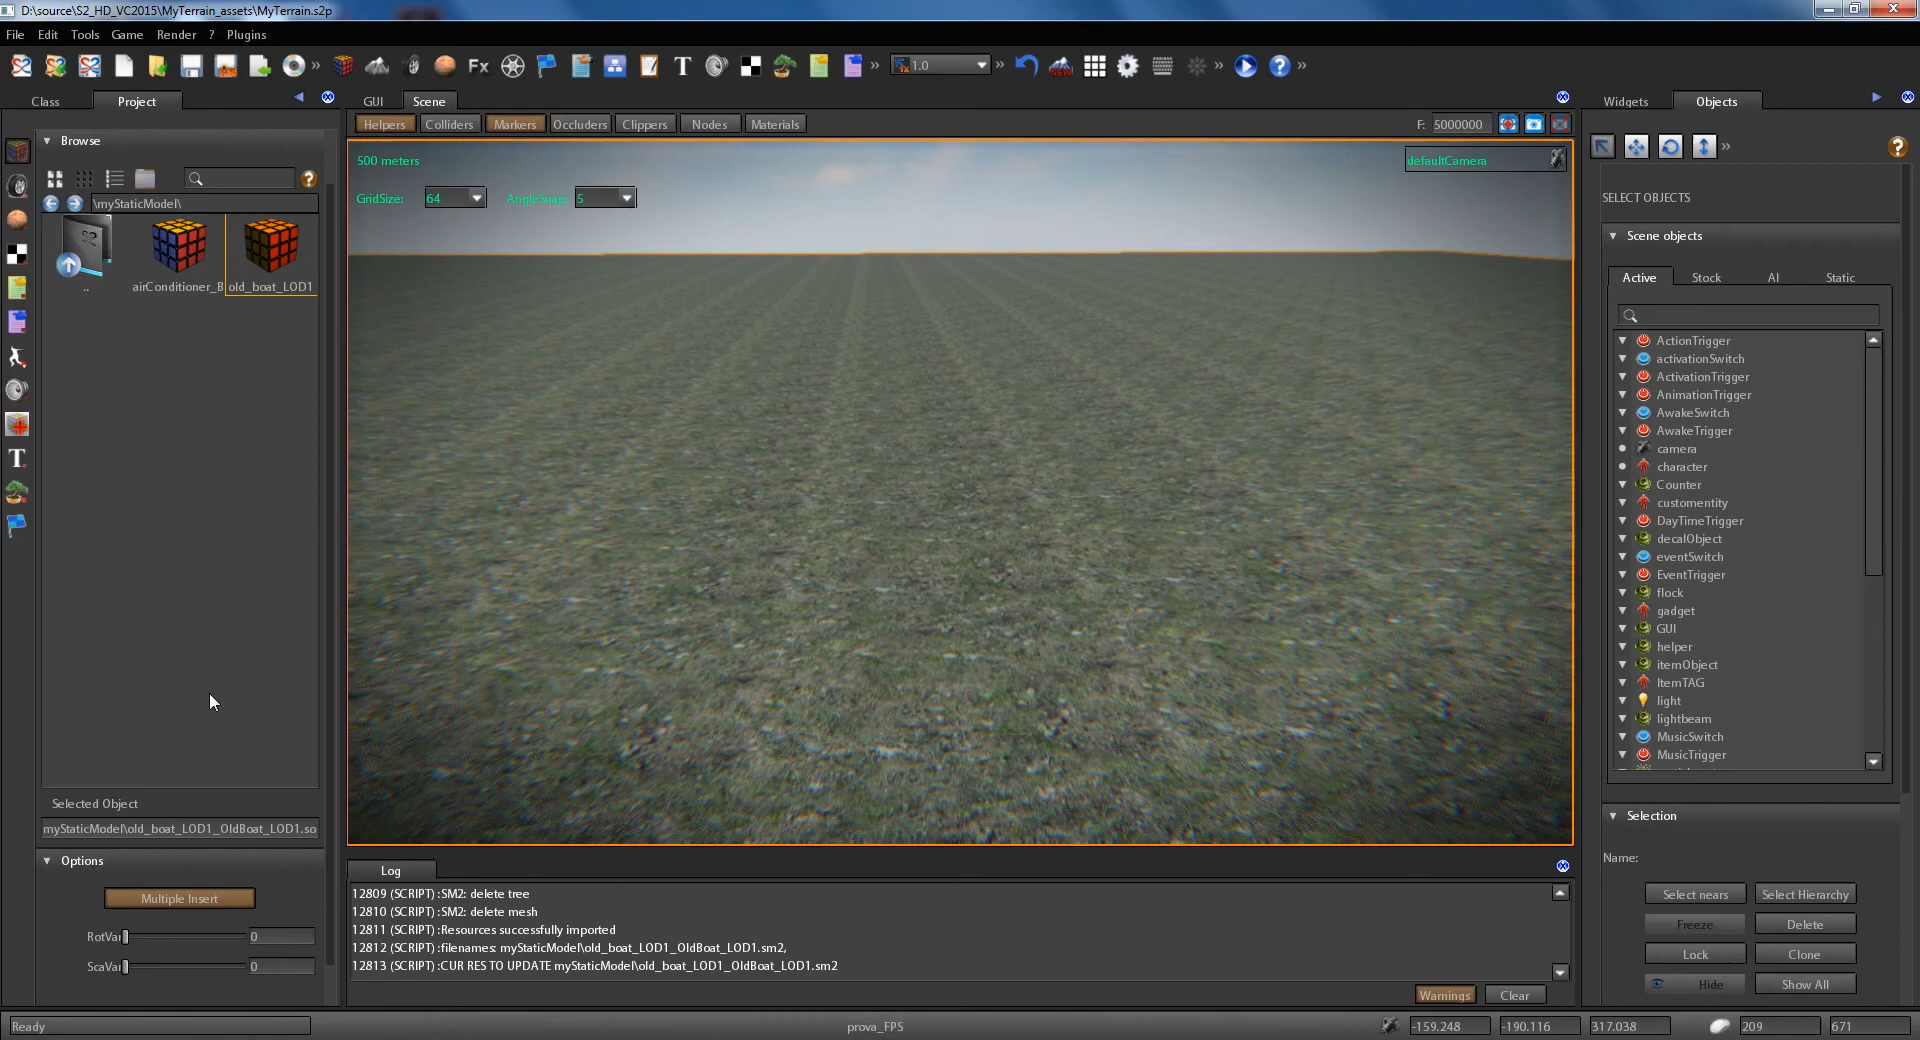 D:\source\S2_HD_VC2015\MyTerrain_assets\MyTerrain.s2p
File Edit Tools Game Render ? Plugins
Fx T 1.0 NEW
Class Project GUI Scene Widgets Objects
Helpers Colliders Markers Occluders Clippers Nodes Materials F: 5000000
Browse
500 meters defaultCamera
GridSize: 64 AngleSnap: 5
\myStaticModel\
.. airConditioner_B old_boat_LOD1
SELECT OBJECTS
Scene objects
Active Stock AI Static
ActionTrigger
activationSwitch
ActivationTrigger
AnimationTrigger
AwakeSwitch
AwakeTrigger
camera
character
Counter
customentity
DayTimeTrigger
decalObject
eventSwitch
EventTrigger
flock
gadget
GUI
helper
itemObject
ItemTAG
light
lightbeam
MusicSwitch
MusicTrigger
Selected Object
myStaticModel\old_boat_LOD1_OldBoat_LOD1.so
Options
Multiple Insert
RotVar 0
ScaVar 0
Log
12809 (SCRIPT) :SM2: delete tree
12810 (SCRIPT) :SM2: delete mesh
12811 (SCRIPT) :Resources successfully imported
12812 (SCRIPT) :filenames: myStaticModel\old_boat_LOD1_OldBoat_LOD1.sm2,
12813 (SCRIPT) :CUR RES TO UPDATE myStaticModel\old_boat_LOD1_OldBoat_LOD1.sm2
Warnings Clear
Selection
Name:
Select nears Select Hierarchy
Freeze Delete
Lock Clone
Hide Show All
Ready prova_FPS -159.248 -190.116 317.038 209 671